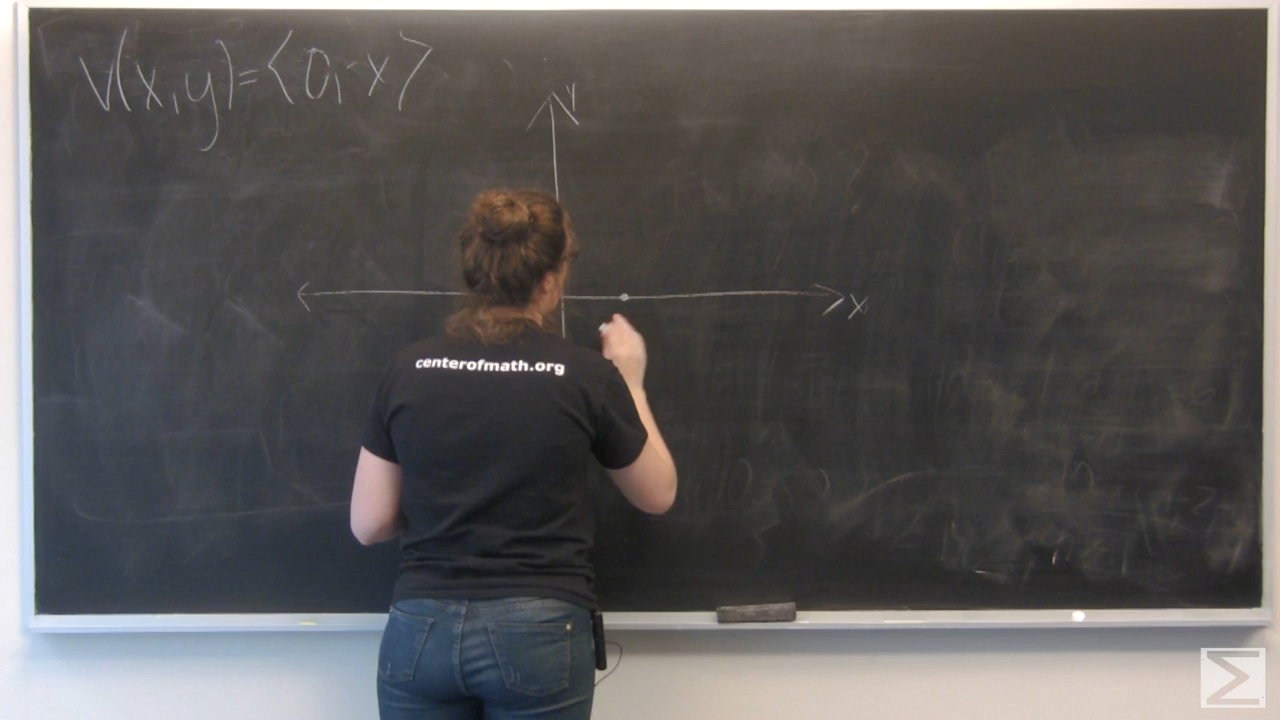 V(x,y)=⟨0,-x⟩
y
x
centerofmath.org
Σ